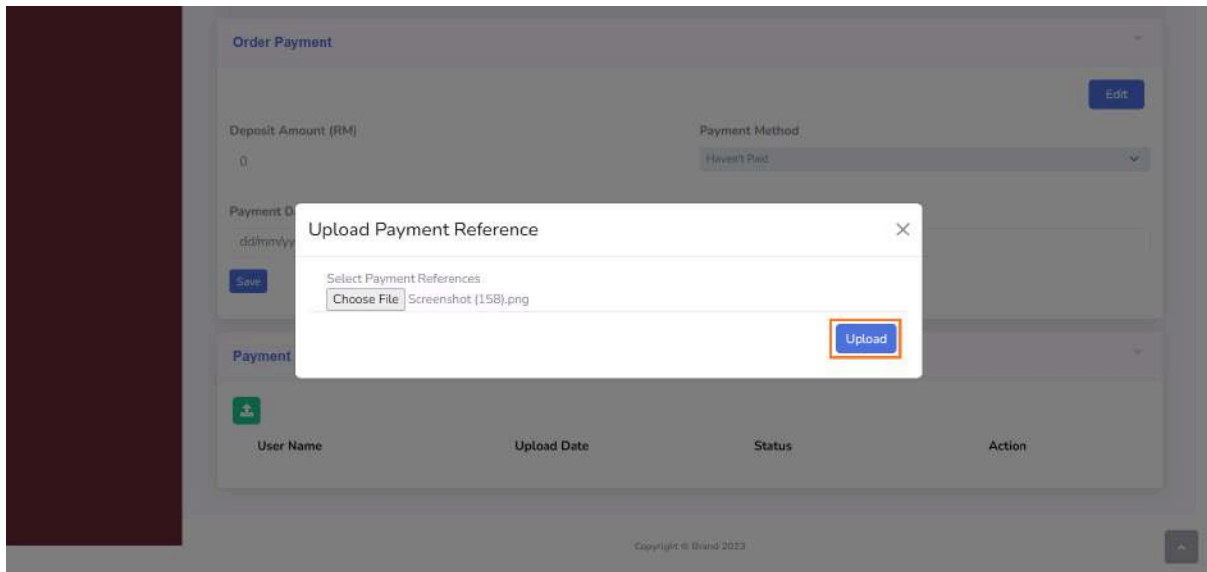 Order Payment
Edit
Deposit Amount (RM)
Payment Method
0
Haven't Paid
Payment D
dd/mm/yy
Upload Payment Reference
Select Payment References
Choose File Screenshot (158).png
Save
Upload
Payment
User Name Upload Date Status Action
Copyright © Brand 2023